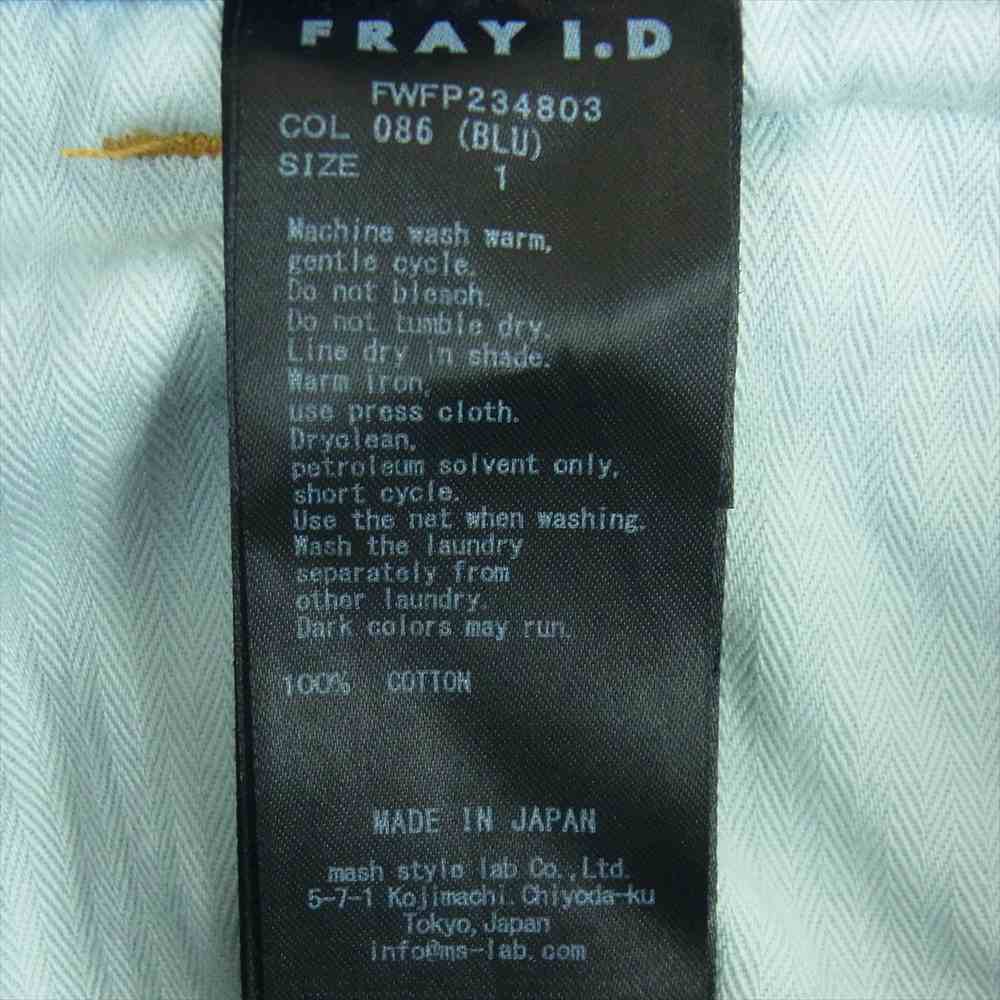 FRAY I.D
FWFP234803
COL 086 (BLU)
SIZE 1
Machine wash warm,
gentle cycle.
Do not bleach.
Do not tumble dry.
Line dry in shade.
Warm iron,
use press cloth.
Dryclean,
petroleum solvent only,
short cycle.
Use the net when washing.
Wash the laundry
separately from
other laundry.
Dark colors may run.
100% COTTON
MADE IN JAPAN
mash style lab Co.,Ltd.
5-7-1 Kojimachi.Chiyoda-ku
Tokyo,Japan
info@ms-lab.com